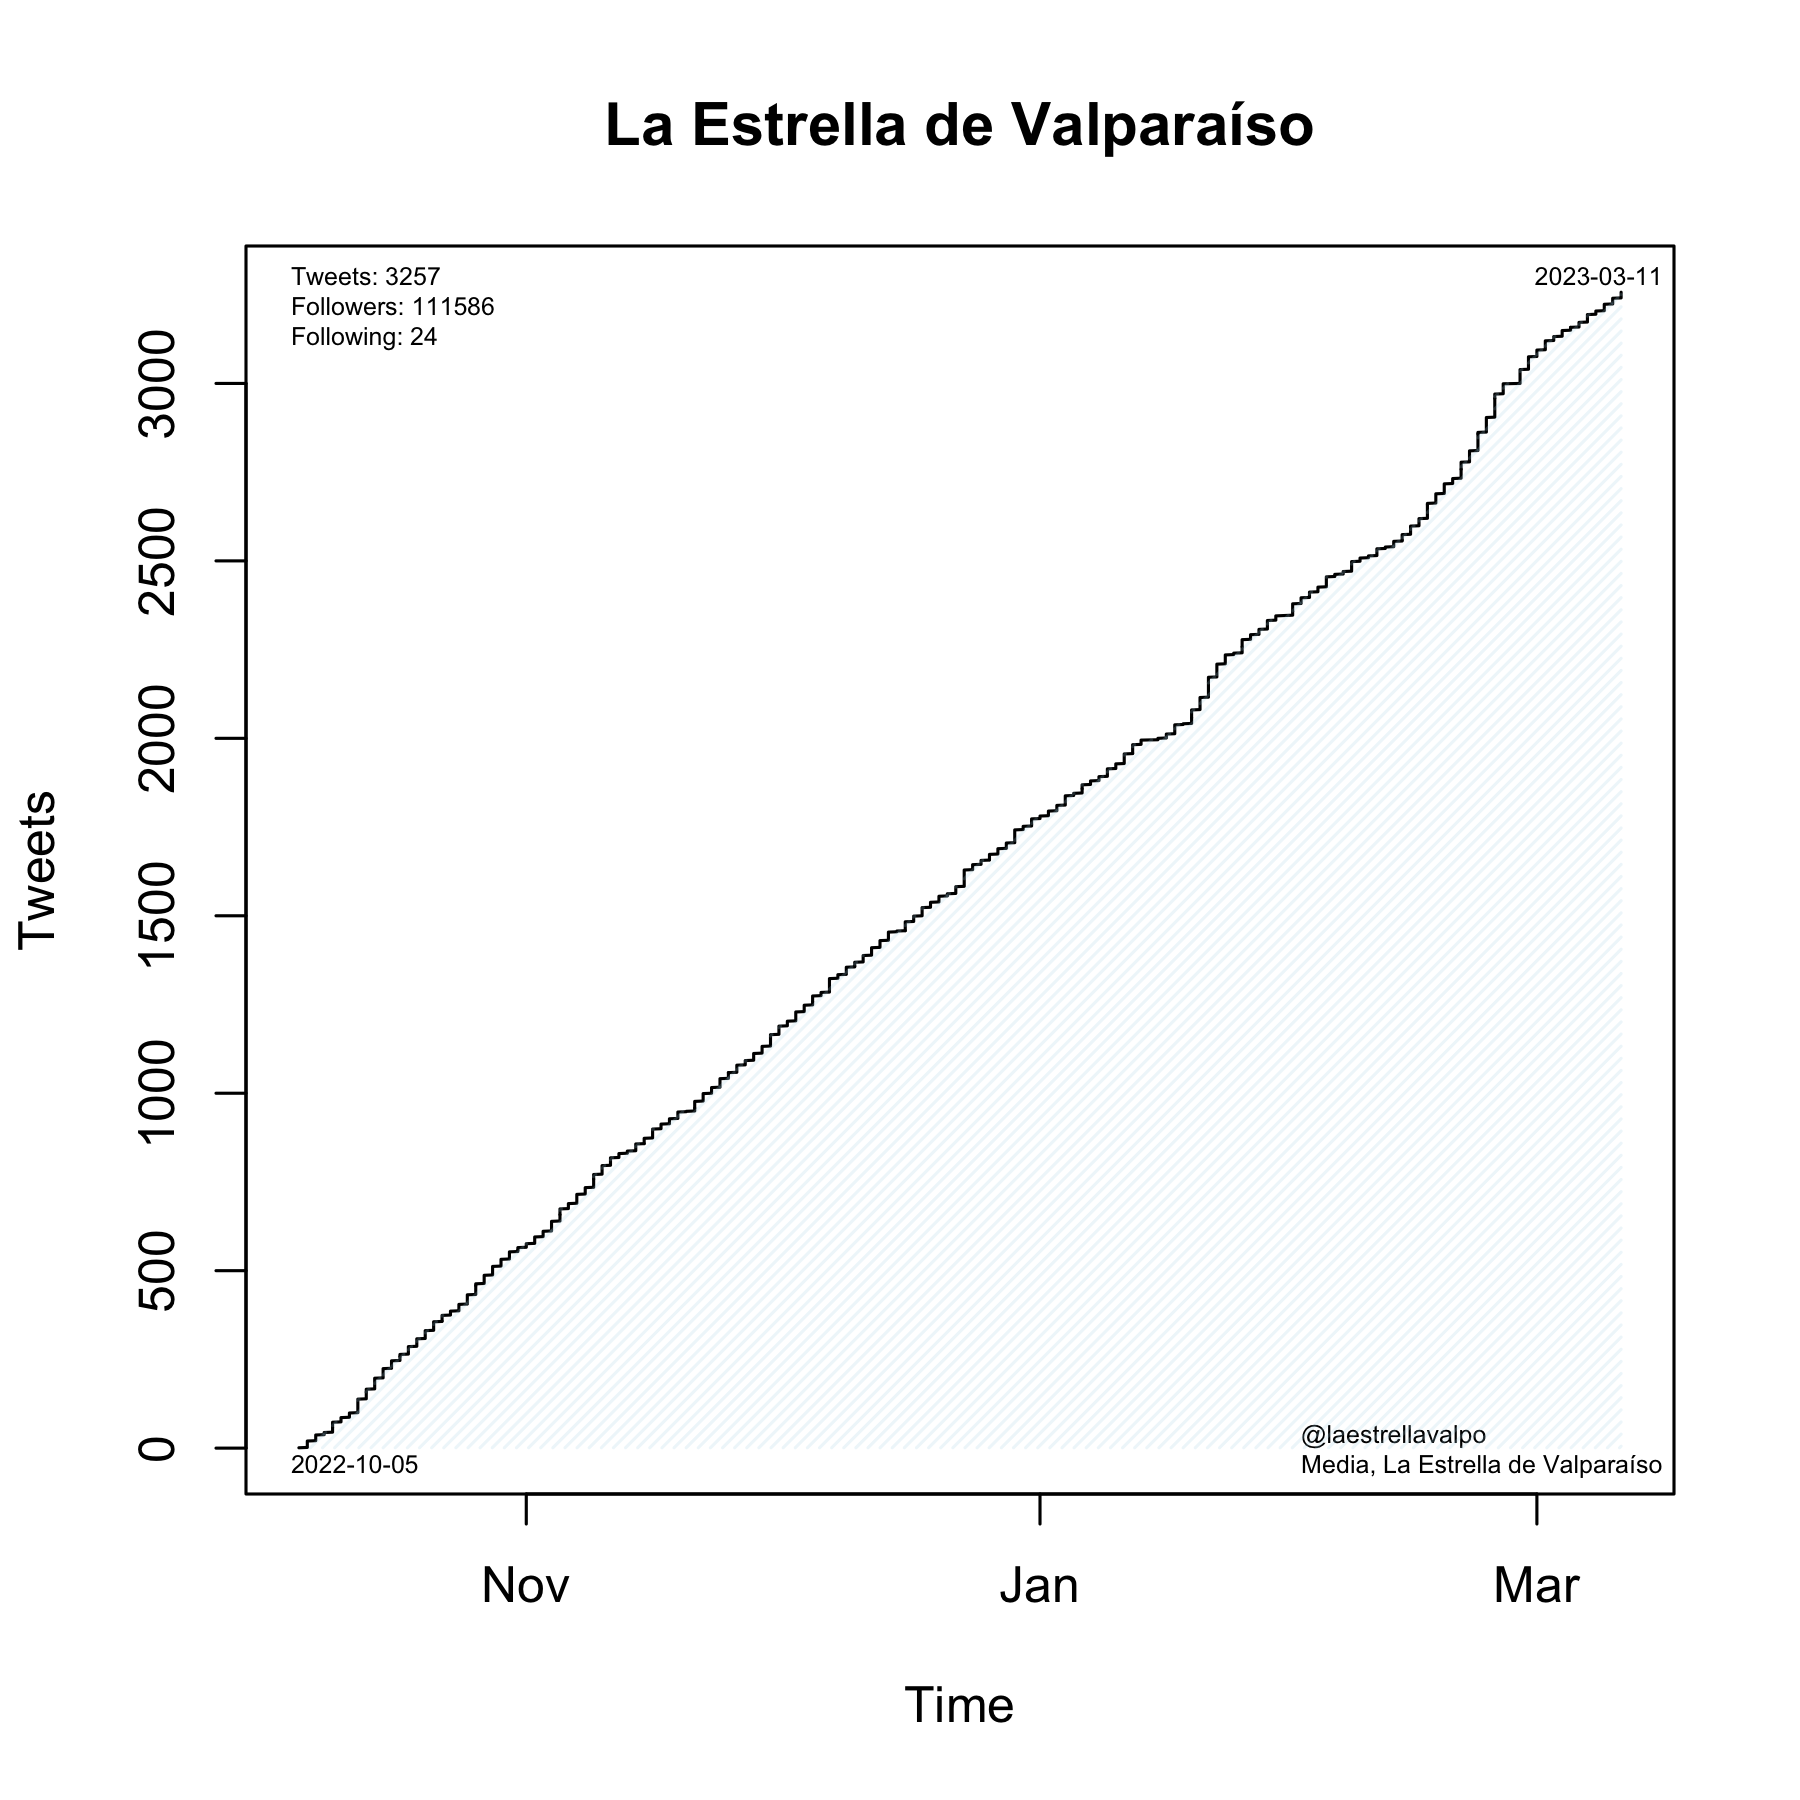 La Estrella de Valparaíso
Tweets: 3257
Followers: 111586
Following: 24
2023-03-11
Tweets
3000
2500
2000
1500
1000
500
0
2022-10-05
@laestrellavalpo
Media, La Estrella de Valparaíso
Nov
Jan
Mar
Time